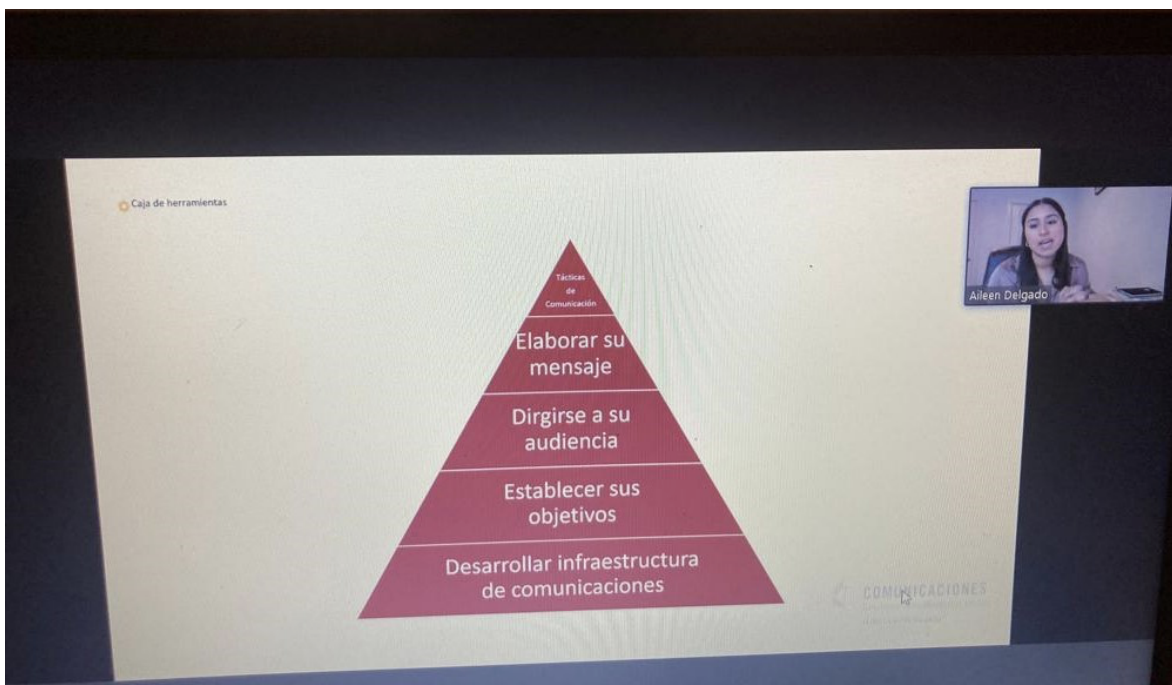 Caja de herramientas
Tácticas
de
Comunicación
Elaborar su
mensaje
Dirgirse a su
audiencia
Establecer sus
objetivos
Desarrollar infraestructura
de comunicaciones
Aileen Delgado
COMUNICACIONES